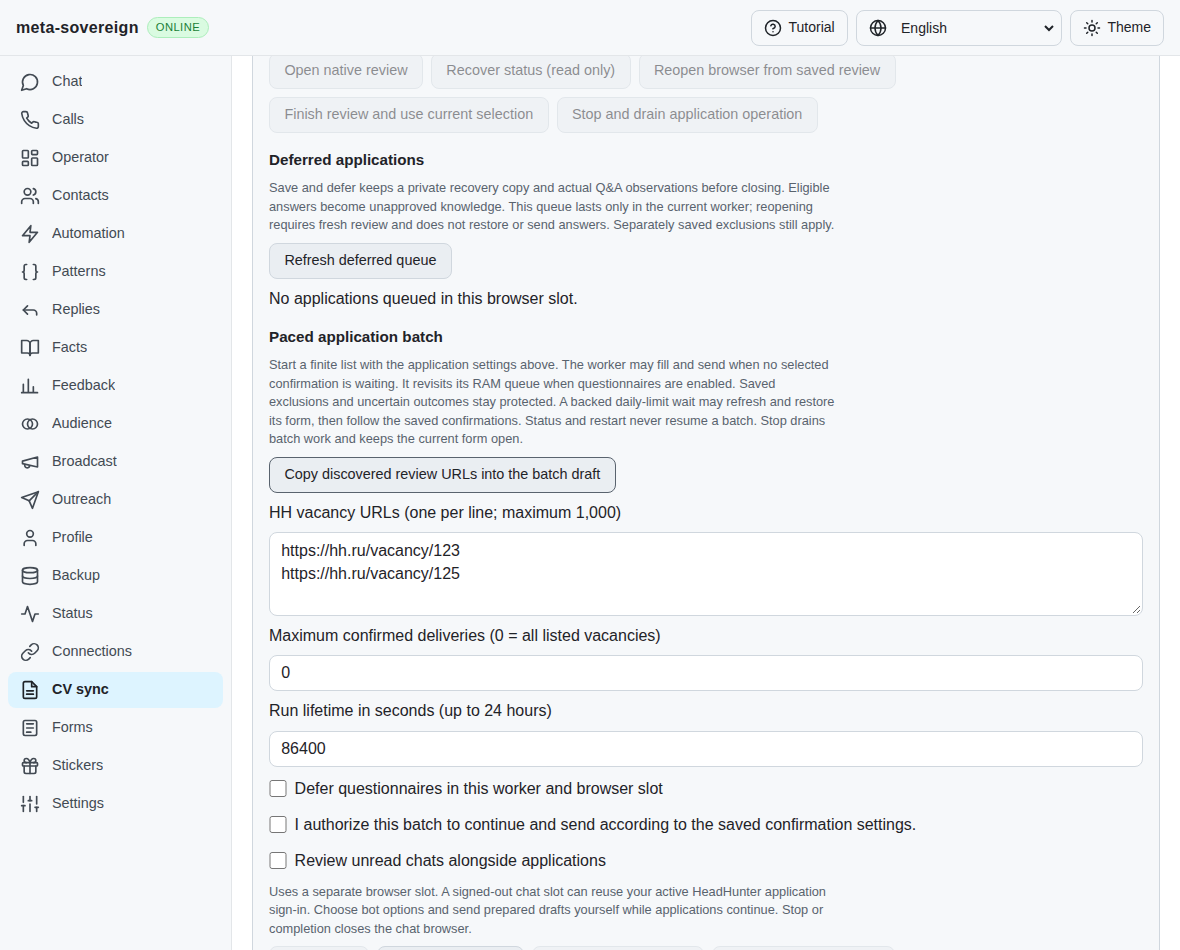 meta-sovereign ONLINE Tutorial English Theme
Chat
Calls
Operator
Contacts
Automation
Patterns
Replies
Facts
Feedback
Audience
Broadcast
Outreach
Profile
Backup
Status
Connections
CV sync
Forms
Stickers
Settings
Open native review Recover status (read only) Reopen browser from saved review
Finish review and use current selection Stop and drain application operation
Deferred applications
Save and defer keeps a private recovery copy and actual Q&A observations before closing. Eligible
answers become unapproved knowledge. This queue lasts only in the current worker; reopening
requires fresh review and does not restore or send answers. Separately saved exclusions still apply.
Refresh deferred queue
No applications queued in this browser slot.
Paced application batch
Start a finite list with the application settings above. The worker may fill and send when no selected
confirmation is waiting. It revisits its RAM queue when questionnaires are enabled. Saved
exclusions and uncertain outcomes stay protected. A backed daily-limit wait may refresh and restore
its form, then follow the saved confirmations. Status and restart never resume a batch. Stop drains
batch work and keeps the current form open.
Copy discovered review URLs into the batch draft
HH vacancy URLs (one per line; maximum 1,000)
https://hh.ru/vacancy/123
https://hh.ru/vacancy/125
Maximum confirmed deliveries (0 = all listed vacancies)
0
Run lifetime in seconds (up to 24 hours)
86400
Defer questionnaires in this worker and browser slot
I authorize this batch to continue and send according to the saved confirmation settings.
Review unread chats alongside applications
Uses a separate browser slot. A signed-out chat slot can reuse your active HeadHunter application
sign-in. Choose bot options and send prepared drafts yourself while applications continue. Stop or
completion closes the chat browser.